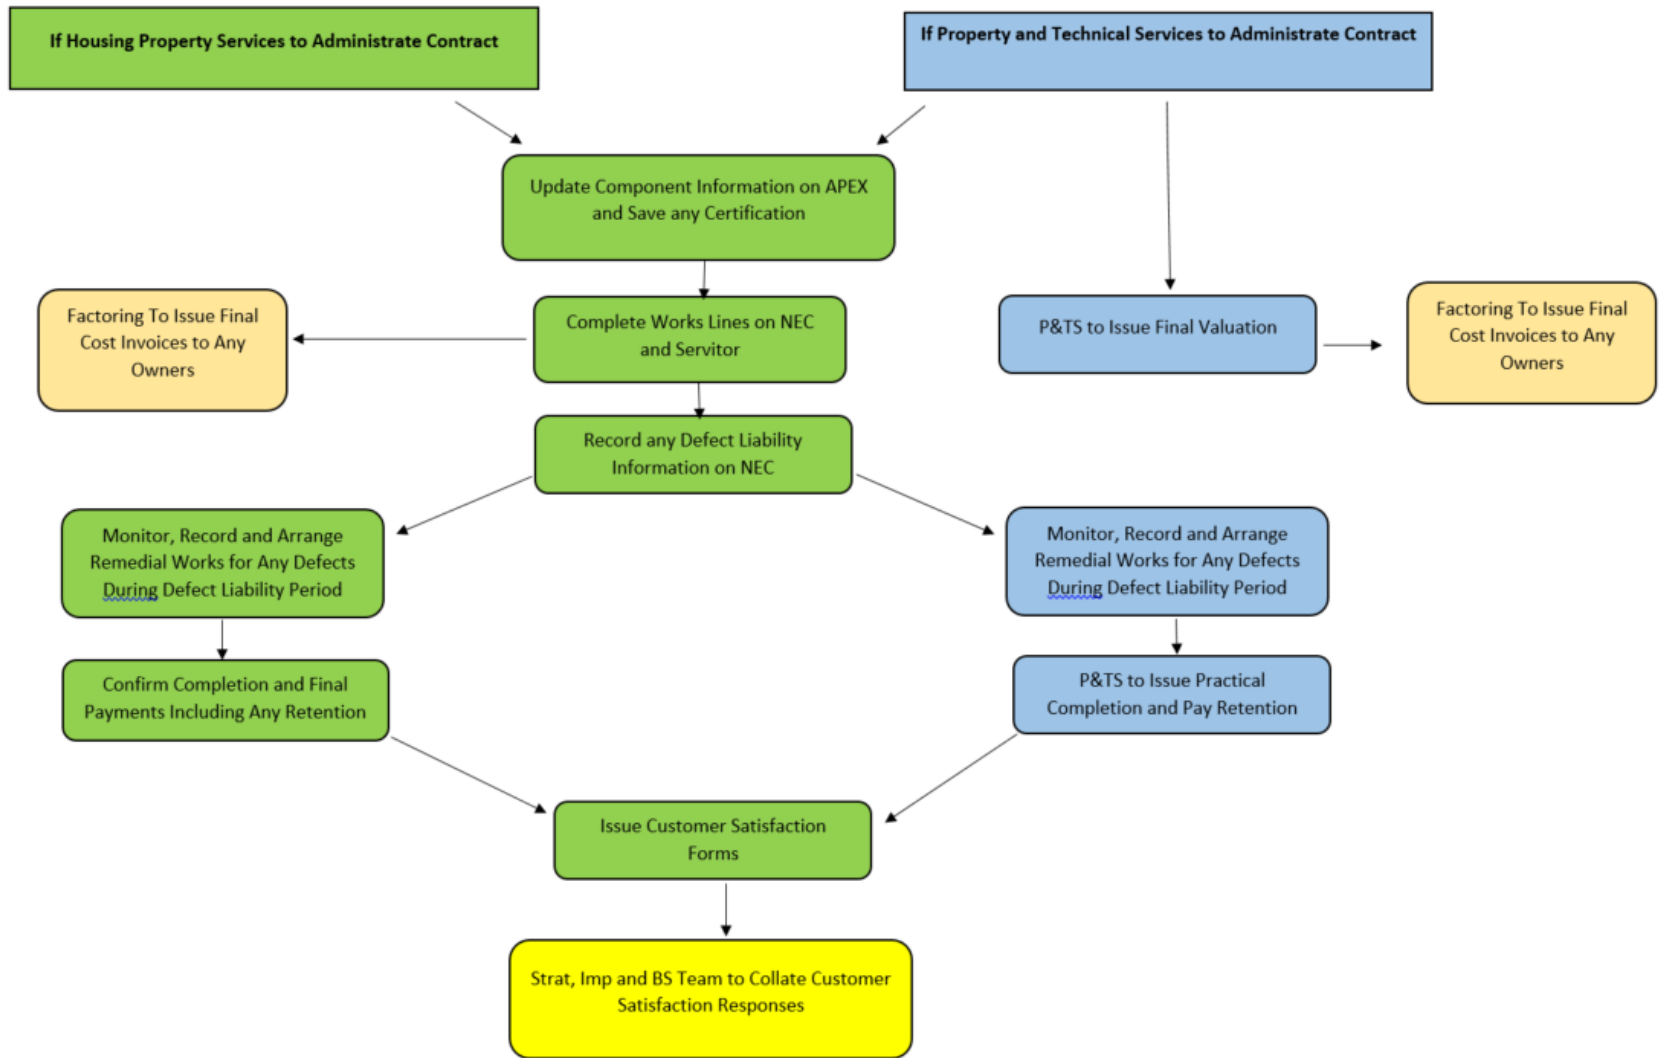 If Housing Property Services to Administrate Contract
If Property and Technical Services to Administrate Contract
Update Component Information on APEX
and Save any Certification
Factoring To Issue Final
Cost Invoices to Any
Owners
Complete Works Lines on NEC
and Servitor
P&TS to Issue Final Valuation
Factoring To Issue Final
Cost Invoices to Any
Owners
Record any Defect Liability
Information on NEC
Monitor, Record and Arrange
Remedial Works for Any Defects
During Defect Liability Period
Monitor, Record and Arrange
Remedial Works for Any Defects
During Defect Liability Period
Confirm Completion and Final
Payments Including Any Retention
P&TS to Issue Practical
Completion and Pay Retention
Issue Customer Satisfaction
Forms
Strat, Imp and BS Team to Collate Customer
Satisfaction Responses